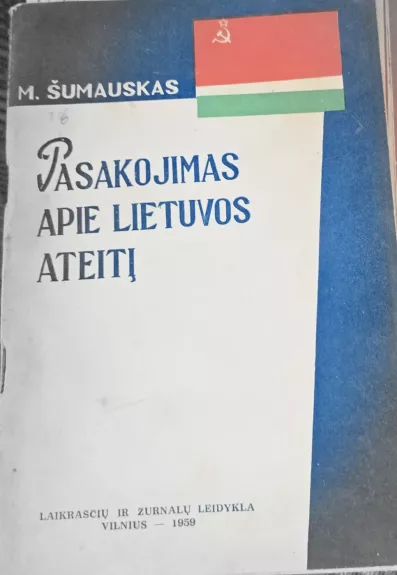 M. ŠUMAUSKAS
PASAKOJIMAS
APIE LIETUVOS
ATEITĮ
LAIKRAŠČIŲ IR ŽURNALŲ LEIDYKLA
VILNIUS — 1959